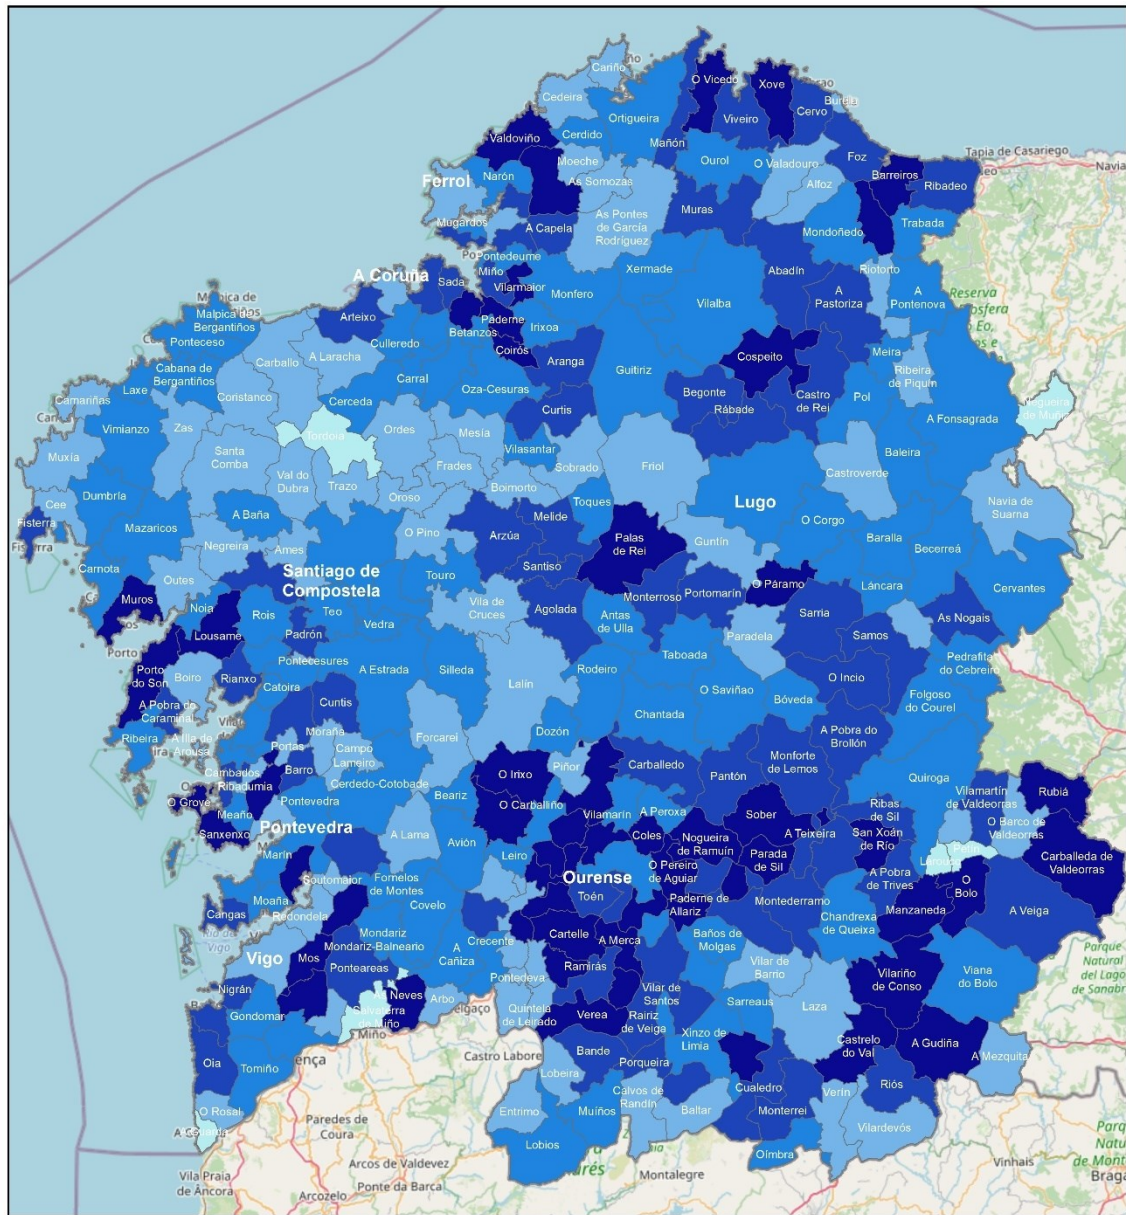 Cariño
Cedeira
O Vicedo
Xove
Burela
Ortigueira
Cervo
Viveiro
Valdoviño
Cerdido
Mañón
Tapia de Casariego
Navia
Moeche
Ourol
O Valadouro
Foz
Barreiros
Ribadeo
Ferrol
Narón
As Somozas
Alfoz
Mugardos
A Capela
As Pontes
de García
Rodríguez
Muras
Mondoñedo
Trabada
Pontedeume
A Coruña
Sada
Miño
Vilarmaior
Xermade
Abadín
Riotorto
Monfero
Vilalba
A
Pastoriza
A
Pontenova
Reserva
Malpica de
Bergantiños
Ponteceso
Arteixo
Paderne
Betanzos
Irixoa
Culleredo
Coirós
Cospeito
Meira
Cabana de
Bergantiños
Carballo
A Laracha
Aranga
Guitiriz
Ribeira
de Piquín
Laxe
Carral
Oza-Cesuras
Begonte
Castro
de Rei
Pol
Camariñas
Coristanco
Cerceda
Curtis
Rábade
A Fonsagrada
Negueira
de Muñiz
Vimianzo
Zas
Tordoia
Ordes
Mesía
Vilasantar
Baleira
Muxía
Santa
Comba
Val do
Dubra
Trazo
Frades
Sobrado
Friol
Castroverde
Oroso
Boimorto
Cee
Dumbría
Toques
Lugo
Navia de
Suarna
Fisterra
Mazaricos
A Baña
Melide
O Corgo
Negreira
Ames
O Pino
Arzúa
Palas
de Rei
Guntín
Baralla
Becerreá
Outes
Santiso
Carnota
Santiago de
Compostela
Touro
O Páramo
Láncara
Cervantes
Muros
Noia
Rois
Teo
Vila de
Cruces
Agolada
Monterroso
Portomarín
Lousame
Vedra
Antas
de Ulla
Sarria
As Nogais
Padrón
Paradela
Samos
Porto
do Son
Boiro
Rianxo
Pontecesures
A Estrada
Silleda
Rodeiro
Taboada
Pedrafita
do Cebreiro
Catoira
Lalín
O Saviñao
O Incio
Folgoso
do Courel
A Pobra do
Caramiñal
Cuntis
Bóveda
Ribeira
A Illa de
Arousa
Moraña
Forcarei
Dozón
Chantada
A Pobra do
Brollón
Portas
Campo
Lameiro
Cambados
Barro
O Irixo
Piñor
Carballedo
Pantón
Monforte
de Lemos
Quiroga
Ribadumia
Cerdedo-Cotobade
Vilamartín
de Valdeorras
Rubiá
O Grove
Meaño
Pontevedra
Beariz
O Carballiño
Vilamarín
A Peroxa
Sober
Ribas
de Sil
O Barco de
Valdeorras
Sanxenxo
Pontevedra
A Lama
Avión
Coles
Nogueira
de Ramuín
A Teixeira
San Xoán
de Río
Petín
Larouco
Carballeda de
Valdeorras
Marín
Leiro
O Pereiro
de Aguiar
Parada
de Sil
Soutomaior
Fornelos
de Montes
Ourense
A Pobra
de Trives
O
Bolo
Moaña
Toén
Cangas
Redondela
Covelo
Paderne de
Allariz
Montederramo
Manzaneda
A Veiga
Mondariz
Cartelle
A Merca
Chandrexa
de Queixa
Vigo
Mondariz-Balneario
Crecente
Baños de
Molgas
Mos
A
Cañiza
Ponteareas
Pontedeva
Ramirás
Vilar de
Barrio
Vilariño
de Conso
Viana
do Bolo
Nigrán
As Neves
Arbo
Vilar de
Santos
Gondomar
Salvaterra
de Miño
Quintela
de Leirado
Verea
Rairiz
de Veiga
Sarreaus
Laza
Xinzo de
Limia
Castrelo
do Val
A Gudiña
Oia
Tomiño
Castro Labore
Bande
Porqueira
A Mezquita
Lobeira
Calvos de
Randín
Cualedro
Verín
Riós
O Rosal
Entrimo
Muíños
Baltar
Monterrei
Vilardevós
Paredes de
Coura
Lobios
Oímbra
Arcos de Valdevez
Montalegre
Vinhais
Vila Praia
de Âncora
Ponte da Barca
Arcozelo